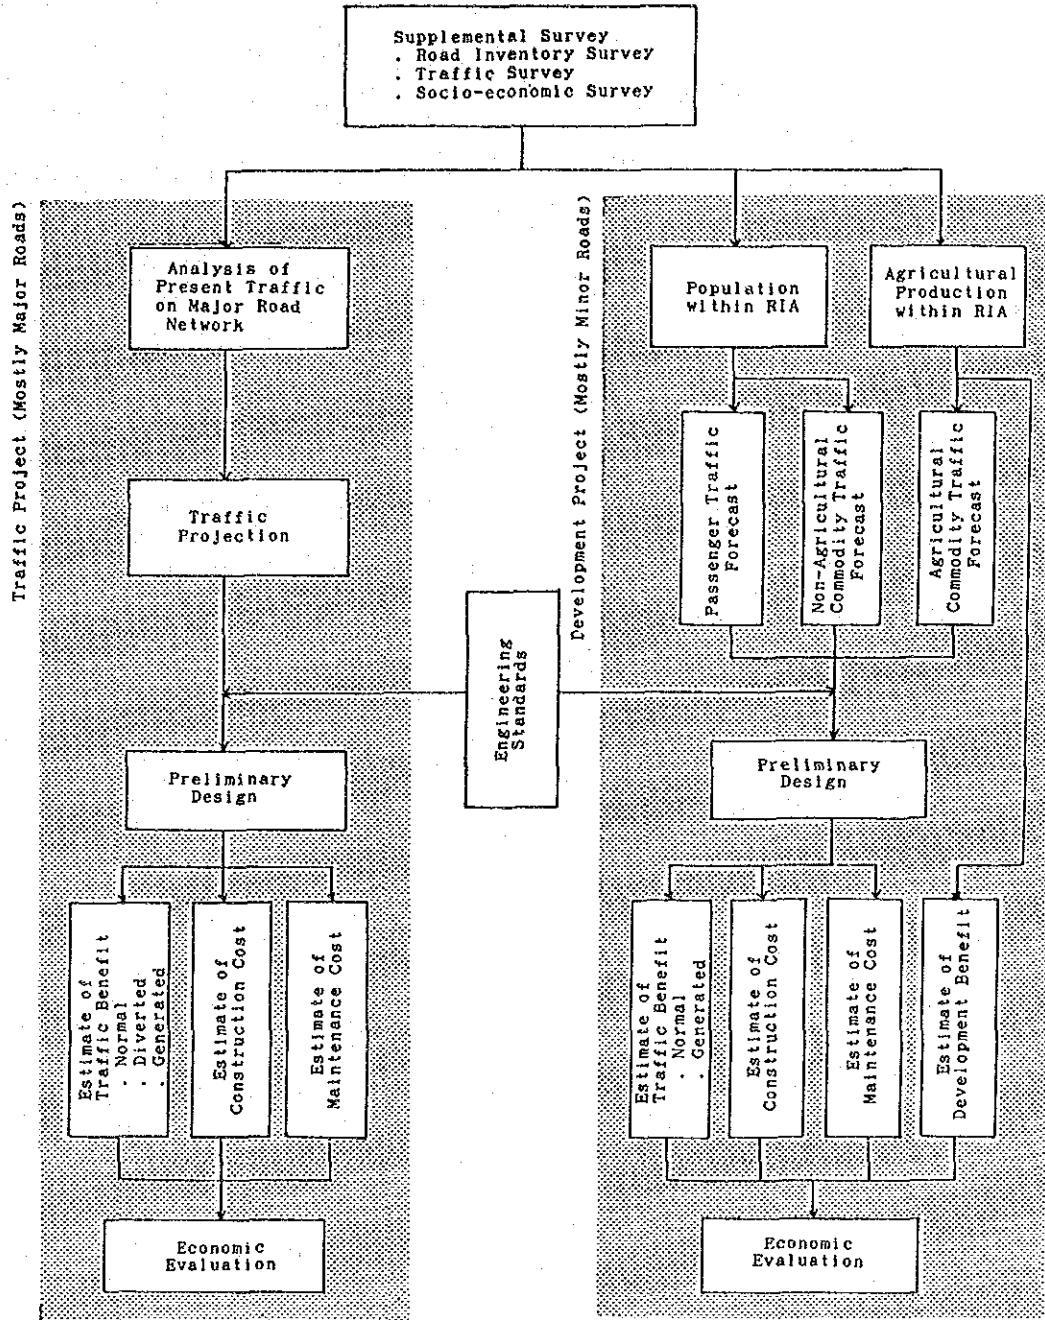 Supplemental Survey
. Road Inventory Survey
. Traffic Survey
. Socio-economic Survey
Traffic Project (Mostly Major Roads)
Analysis of
Present Traffic
on Major Road
Network
Traffic
Projection
Preliminary
Design
Estimate of
Traffic Benefit
. Normal
. Diverted
. Generated
Estimate of
Construction Cost
Estimate of
Maintenance Cost
Economic
Evaluation
Engineering
Standards
Development Project (Mostly Minor Roads)
Population
within RIA
Agricultural
Production
within RIA
Passenger Traffic
Forecast
Non-Agricultural
Commodity Traffic
Forecast
Agricultural
Commodity Traffic
Forecast
Preliminary
Design
Estimate of
Traffic Benefit
. Normal
. Generated
Estimate of
Construction Cost
Estimate of
Maintenance Cost
Estimate of
Development Benefit
Economic
Evaluation